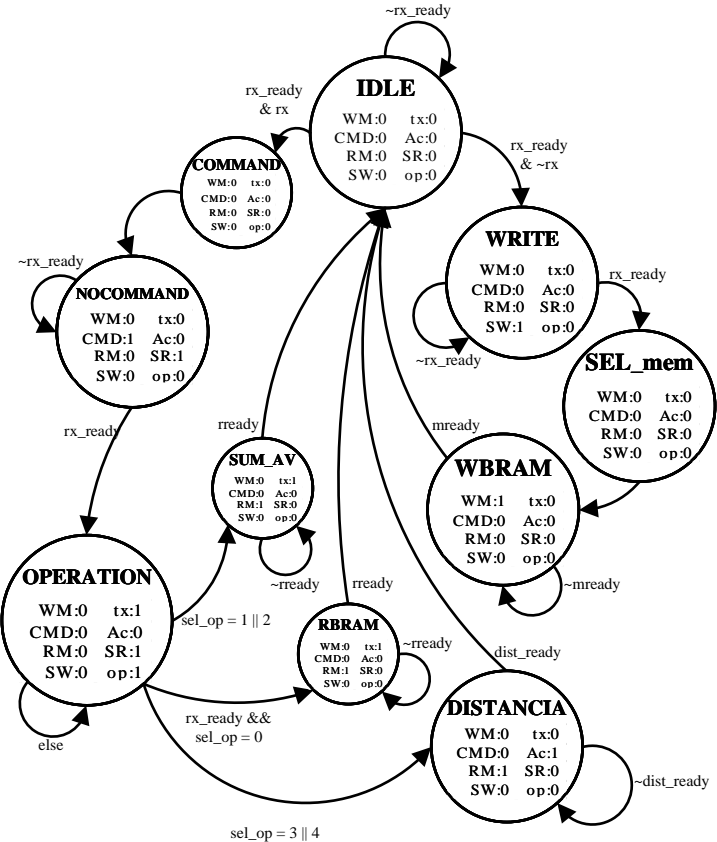 ~rx_ready
IDLE
WM:0 tx:0
CMD:0 Ac:0
RM:0 SR:0
SW:0 op:0
rx_ready
& rx
rx_ready
& ~rx
COMMAND
WM:0 tx:0
CMD:0 Ac:0
RM:0 SR:0
SW:0 op:0
WRITE
WM:0 tx:0
CMD:0 Ac:0
RM:0 SR:0
SW:1 op:0
~rx_ready
rx_ready
~rx_ready
NOCOMMAND
WM:0 tx:0
CMD:1 Ac:0
RM:0 SR:1
SW:0 op:0
SEL_mem
WM:0 tx:0
CMD:0 Ac:0
RM:0 SR:0
SW:0 op:0
rx_ready
rready
mready
SUM_AV
WM:0 tx:1
CMD:0 Ac:0
RM:1 SR:0
SW:0 op:0
~rready
WBRAM
WM:1 tx:0
CMD:0 Ac:0
RM:0 SR:0
SW:0 op:0
~mready
OPERATION
WM:0 tx:1
CMD:0 Ac:0
RM:0 SR:1
SW:0 op:1
else
sel_op = 1 || 2
rready
RBRAM
WM:0 tx:1
CMD:0 Ac:0
RM:1 SR:0
SW:0 op:0
~rready
rx_ready &&
sel_op = 0
dist_ready
DISTANCIA
WM:0 tx:0
CMD:0 Ac:1
RM:1 SR:0
SW:0 op:0
~dist_ready
sel_op = 3 || 4